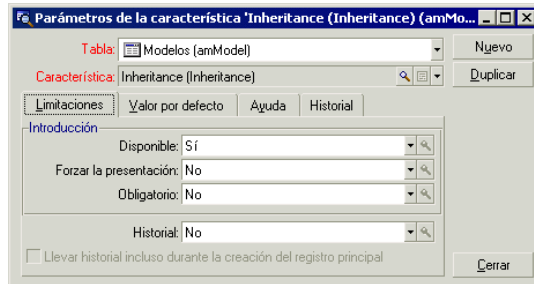 Parámetros de la característica 'Inheritance (Inheritance) (amMo...
Tabla: Modelos (amModel)
Nuevo
Característica: Inheritance (Inheritance)
Duplicar
Limitaciones Valor por defecto Ayuda Historial
Introducción
Disponible: Sí
Forzar la presentación: No
Obligatorio: No
Historial: No
Llevar historial incluso durante la creación del registro principal
Cerrar